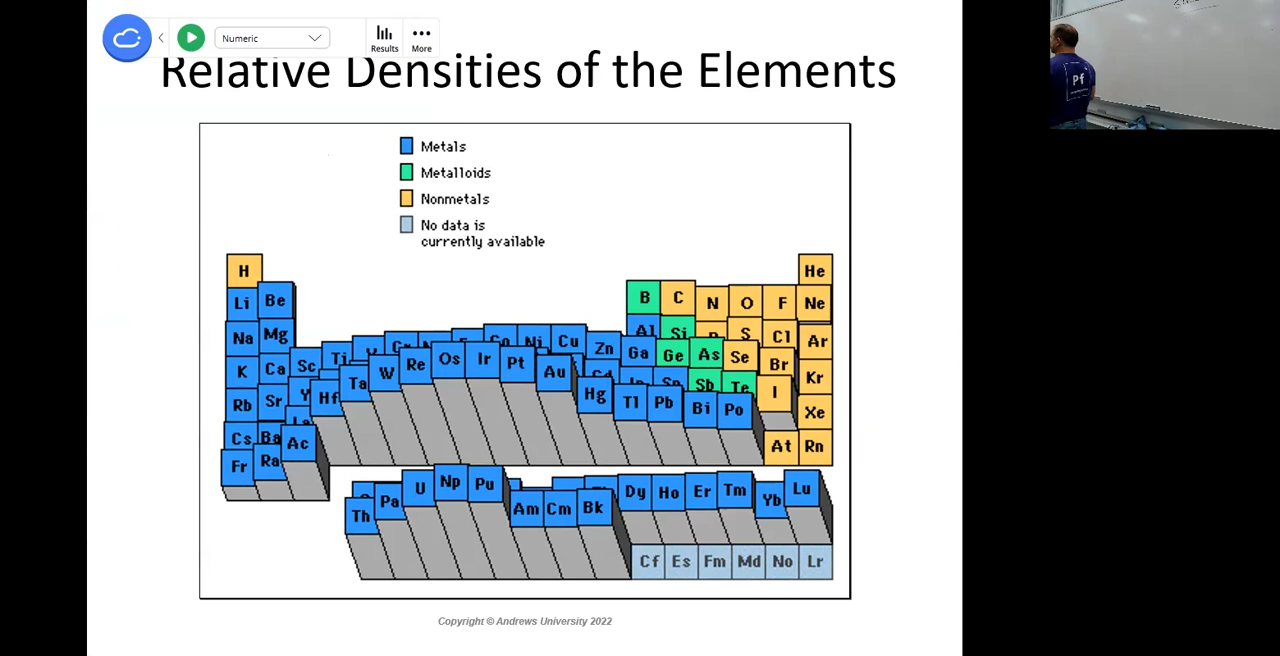 Numeric
Results
More
Relative Densities of the Elements
Metals
Metalloids
Nonmetals
No data is
currently available
H He
Li Be B C N O F Ne
Na Mg Al Si S Cl Ar
K Ca Sc Ti Ni Cu Zn Ga Ge As Se Br Kr
Rb Sr Y Sb Te I Xe
Cs Ba Hf Ta W Re Os Ir Pt Au Hg Tl Pb Bi Po At Rn
Fr Ra Ac
Dy Ho Er Tm Yb Lu
Th Pa U Np Pu Am Cm Bk Cf Es Fm Md No Lr
Copyright © Andrews University 2022
Pf